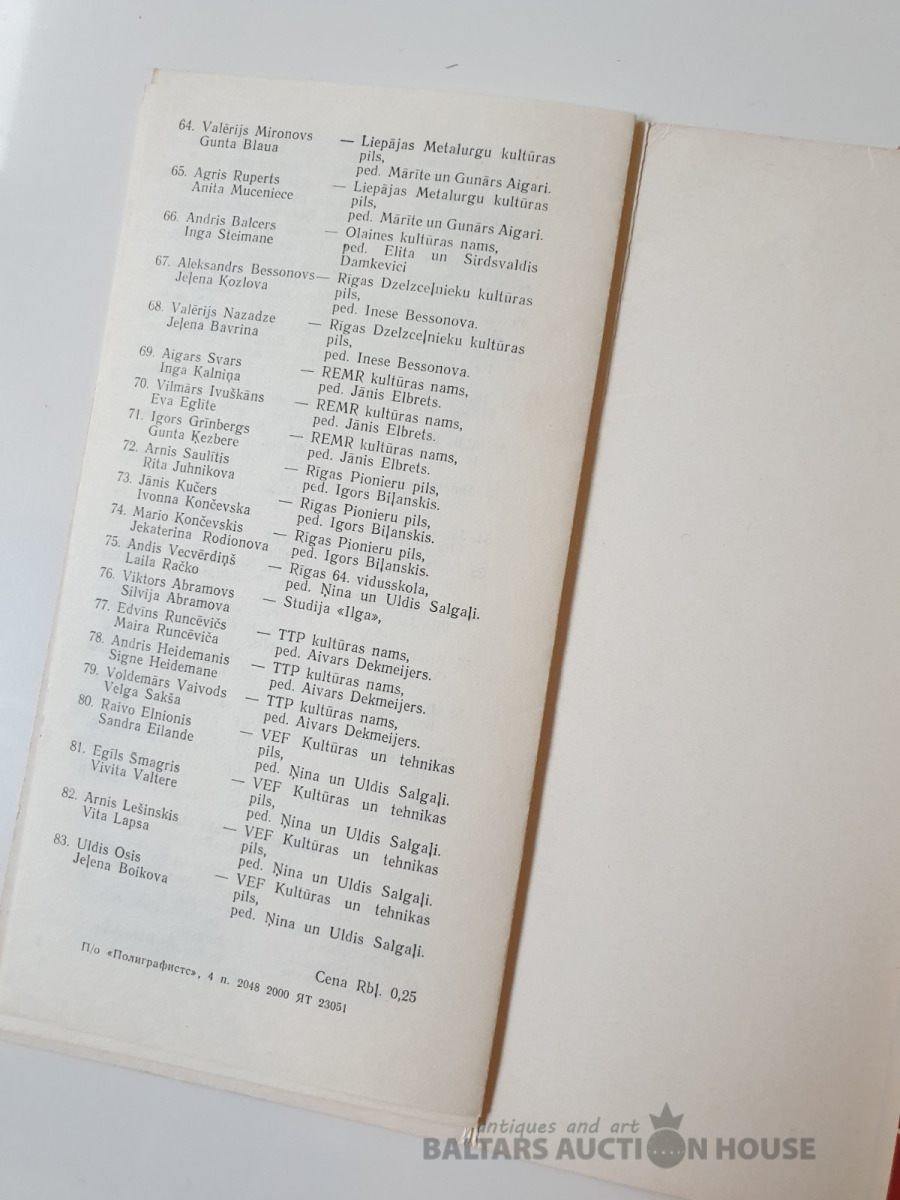 64. Valērijs Mironovs — Liepājas Metalurgu kultūras
Gunta Blaua pils,
ped. Mārīte un Gunārs Aigari.
65. Agris Ruperts — Liepājas Metalurgu kultūras
Anita Muceniece pils,
ped. Mārīte un Gunārs Aigari.
66. Andris Balcers — Olaines kultūras nams,
Inga Steimane ped. Elita un Sirdsvaldis
Damkevici
67. Aleksandrs Bessonovs — Rīgas Dzelzceļnieku kultūras
Jeļena Kozlova pils,
ped. Inese Bessonova.
68. Valērijs Nazadze — Rīgas Dzelzceļnieku kultūras
Jeļena Bavrina pils,
ped. Inese Bessonova.
69. Aigars Svars — REMR kultūras nams,
Inga Kalniņa ped. Jānis Elbrets.
70. Vilmārs Ivuškāns — REMR kultūras nams,
Eva Eglīte ped. Jānis Elbrets.
71. Igors Grīnbergs — REMR kultūras nams,
Gunta Ķezbere ped. Jānis Elbrets.
72. Arnis Saulītis — Rīgas Pionieru pils,
Rita Juhnikova ped. Igors Biļanskis.
73. Jānis Kučers — Rīgas Pionieru pils,
Ivonna Končevska ped. Igors Biļanskis.
74. Mario Končevskis — Rīgas Pionieru pils,
Jekaterina Rodionova ped. Igors Biļanskis.
75. Andis Vecvērdiņš — Rīgas 64. vidusskola,
Laila Račko ped. Ņina un Uldis Salgaļi.
76. Viktors Abramovs — Studija «Ilga»,
Silvija Abramova
77. Edvīns Runcēvičs — TTP kultūras nams,
Maira Runcēviča ped. Aivars Dekmeijers.
78. Andris Heidemanis — TTP kultūras nams,
Signe Heidemane ped. Aivars Dekmeijers.
79. Voldemārs Vaivods — TTP kultūras nams,
Velga Sakša ped. Aivars Dekmeijers.
80. Raivo Elnionis — VEF Kultūras un tehnikas
Sandra Eilande pils,
ped. Ņina un Uldis Salgaļi.
81. Egīls Šmagris — VEF Kultūras un tehnikas
Vivita Valtere pils,
ped. Ņina un Uldis Salgaļi.
82. Arnis Lešinskis — VEF Kultūras un tehnikas
Vita Lapsa pils,
ped. Ņina un Uldis Salgaļi.
83. Uldis Osis — VEF Kultūras un tehnikas
Jeļena Boikova pils,
ped. Ņina un Uldis Salgaļi.
Cena Rbļ. 0,25
П/о «Полиграфистс», 4 п. 2048 2000 ЯТ 23051
antiques and art
BALTARS AUCTION HOUSE